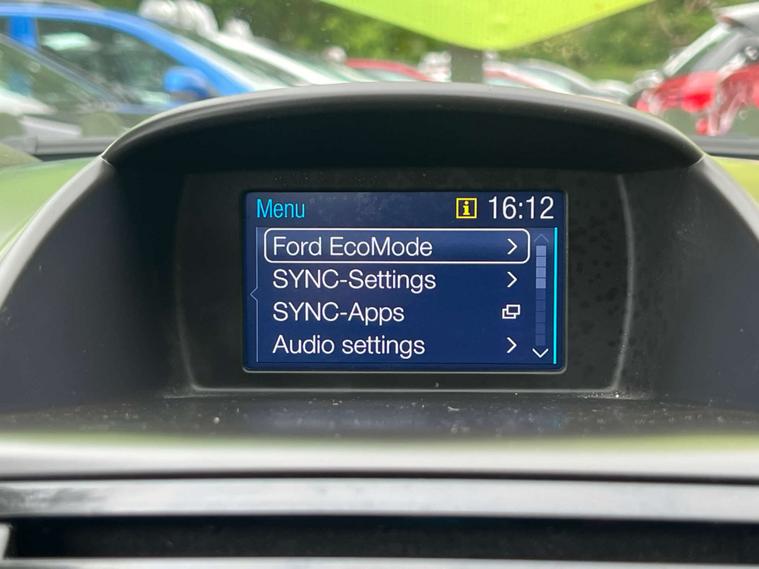 Menu i 16:12
Ford EcoMode
SYNC-Settings
SYNC-Apps
Audio settings